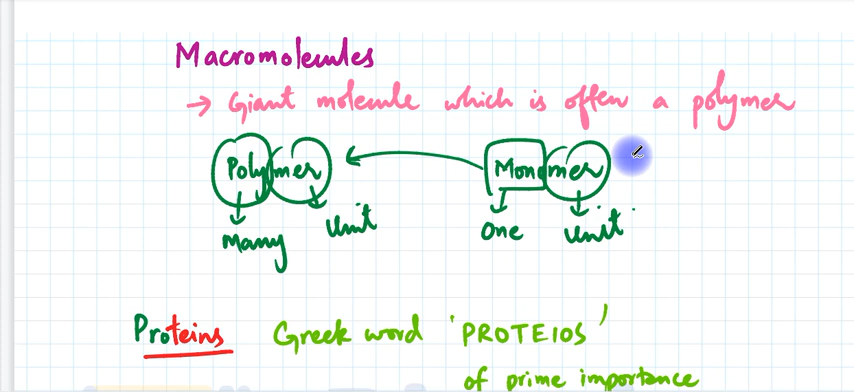 Macromolecules
→ Giant molecule which is often a polymer
Polymer Monomer
Many Unit One Unit
Proteins Greek word 'PROTEIOS'
of prime importance